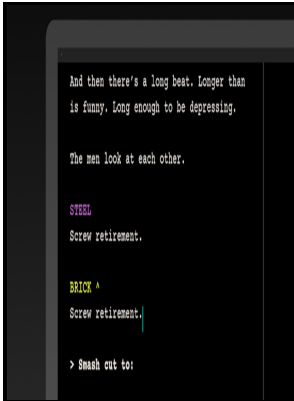 And then there's a long beat. Longer than
is funny. Long enough to be depressing.
The men look at each other.
STEEL
Screw retirement.
BRICK ^
Screw retirement.
> Smash cut to: